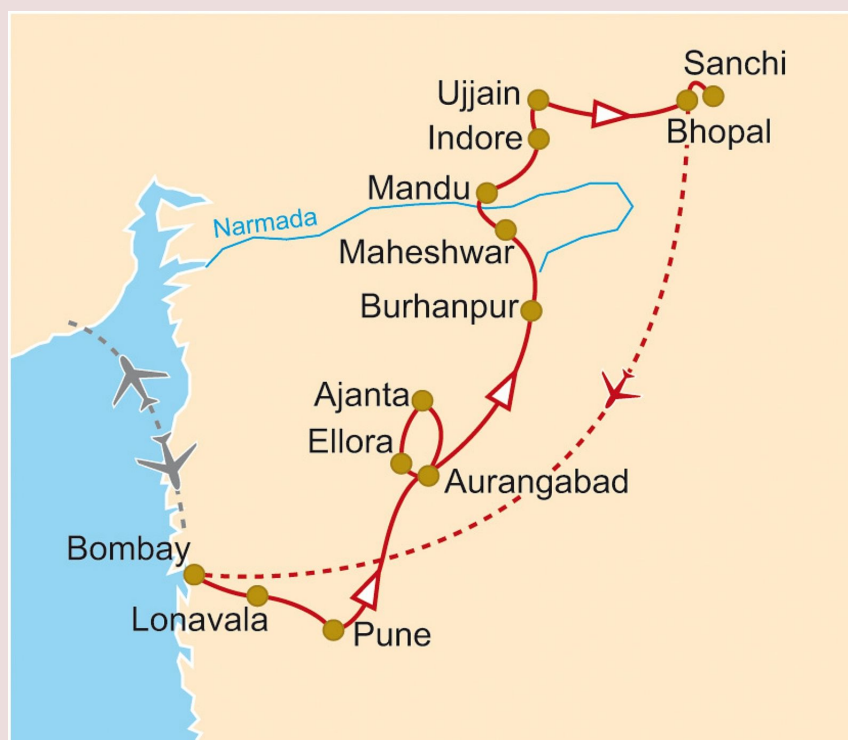 Sanchi
Ujjain
Bhopal
Indore
Mandu
Narmada
Maheshwar
Burhanpur
Ajanta
Ellora
Aurangabad
Bombay
Lonavala
Pune